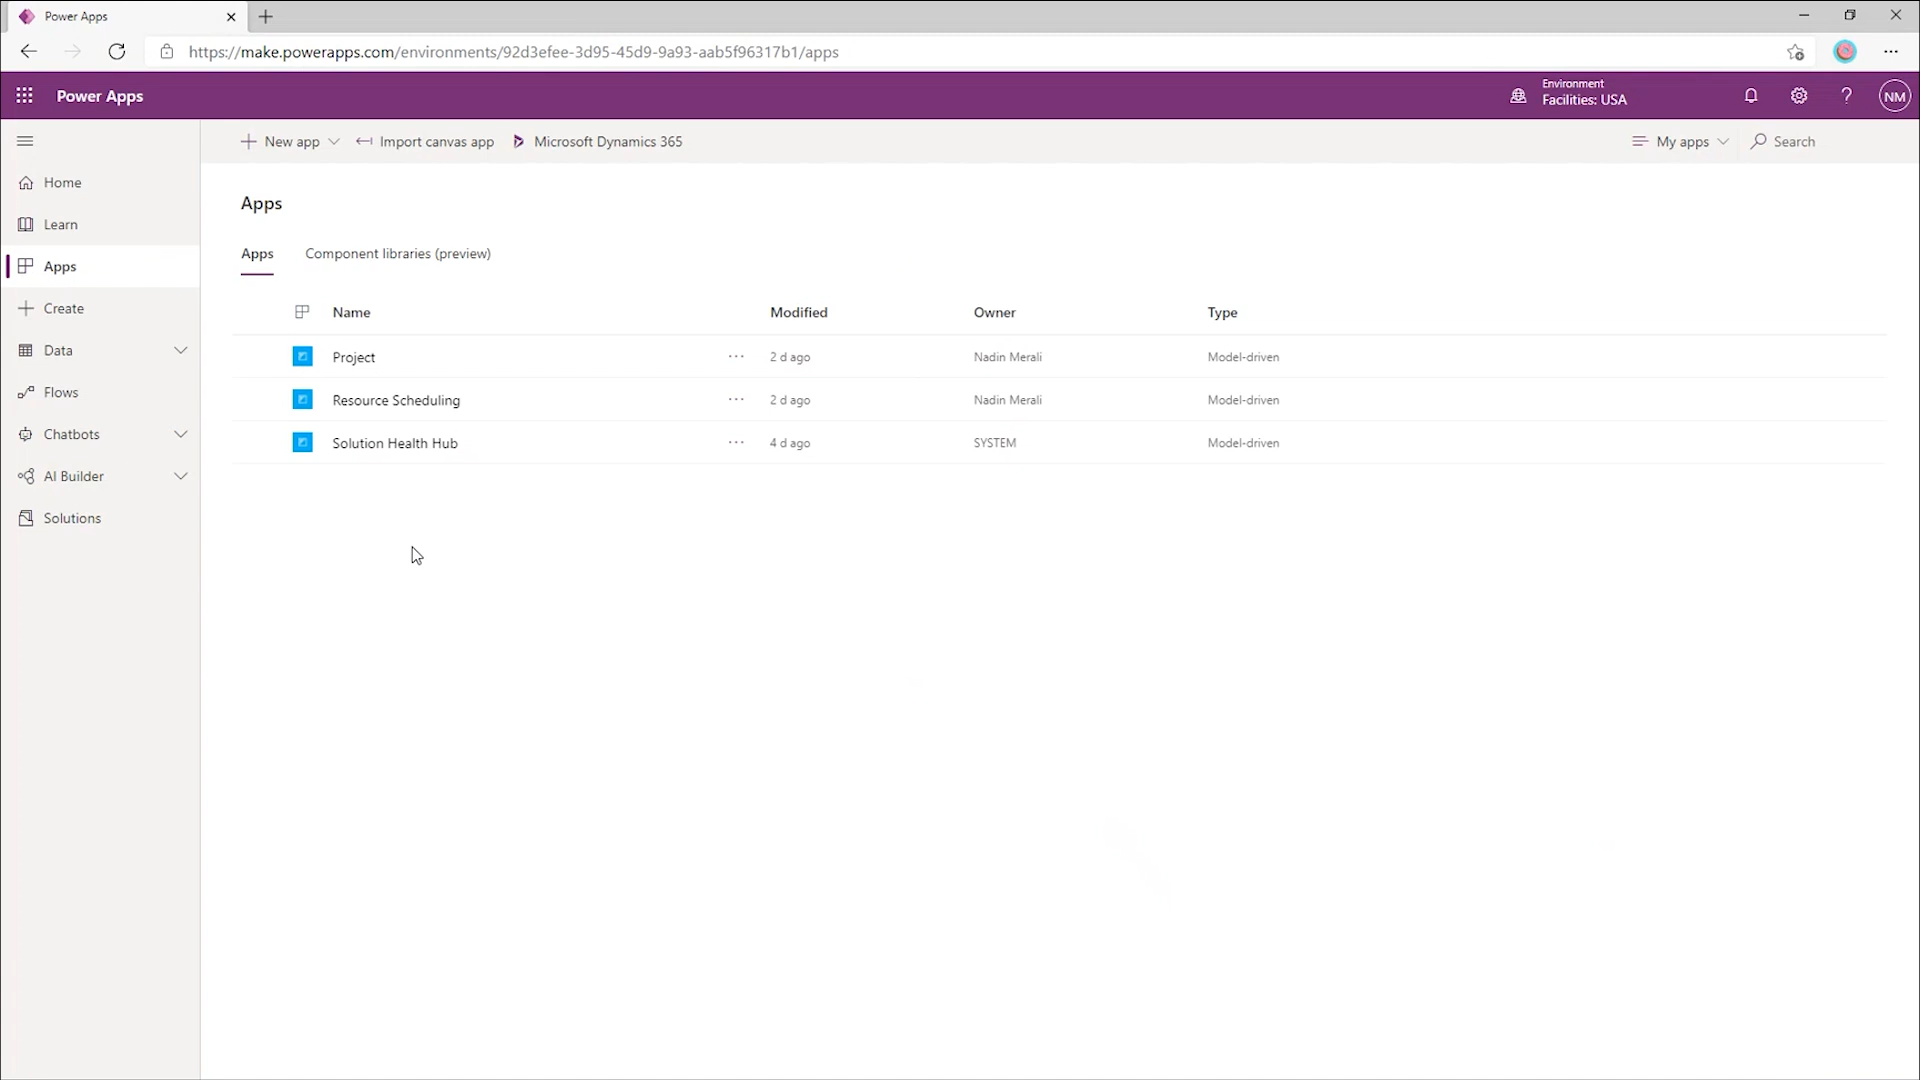 Power Apps
https://make.powerapps.com/environments/92d3efee-3d95-45d9-9a93-aab5f96317b1/apps
Power Apps
Environment
Facilities: USA
?
NM
New app
Import canvas app
Microsoft Dynamics 365
My apps
Search
Home
Learn
Apps
Create
Data
Flows
Chatbots
AI Builder
Solutions
Apps
Apps Component libraries (preview)
Name Modified Owner Type
Project ··· 2 d ago Nadin Merali Model-driven
Resource Scheduling ··· 2 d ago Nadin Merali Model-driven
Solution Health Hub ··· 4 d ago SYSTEM Model-driven